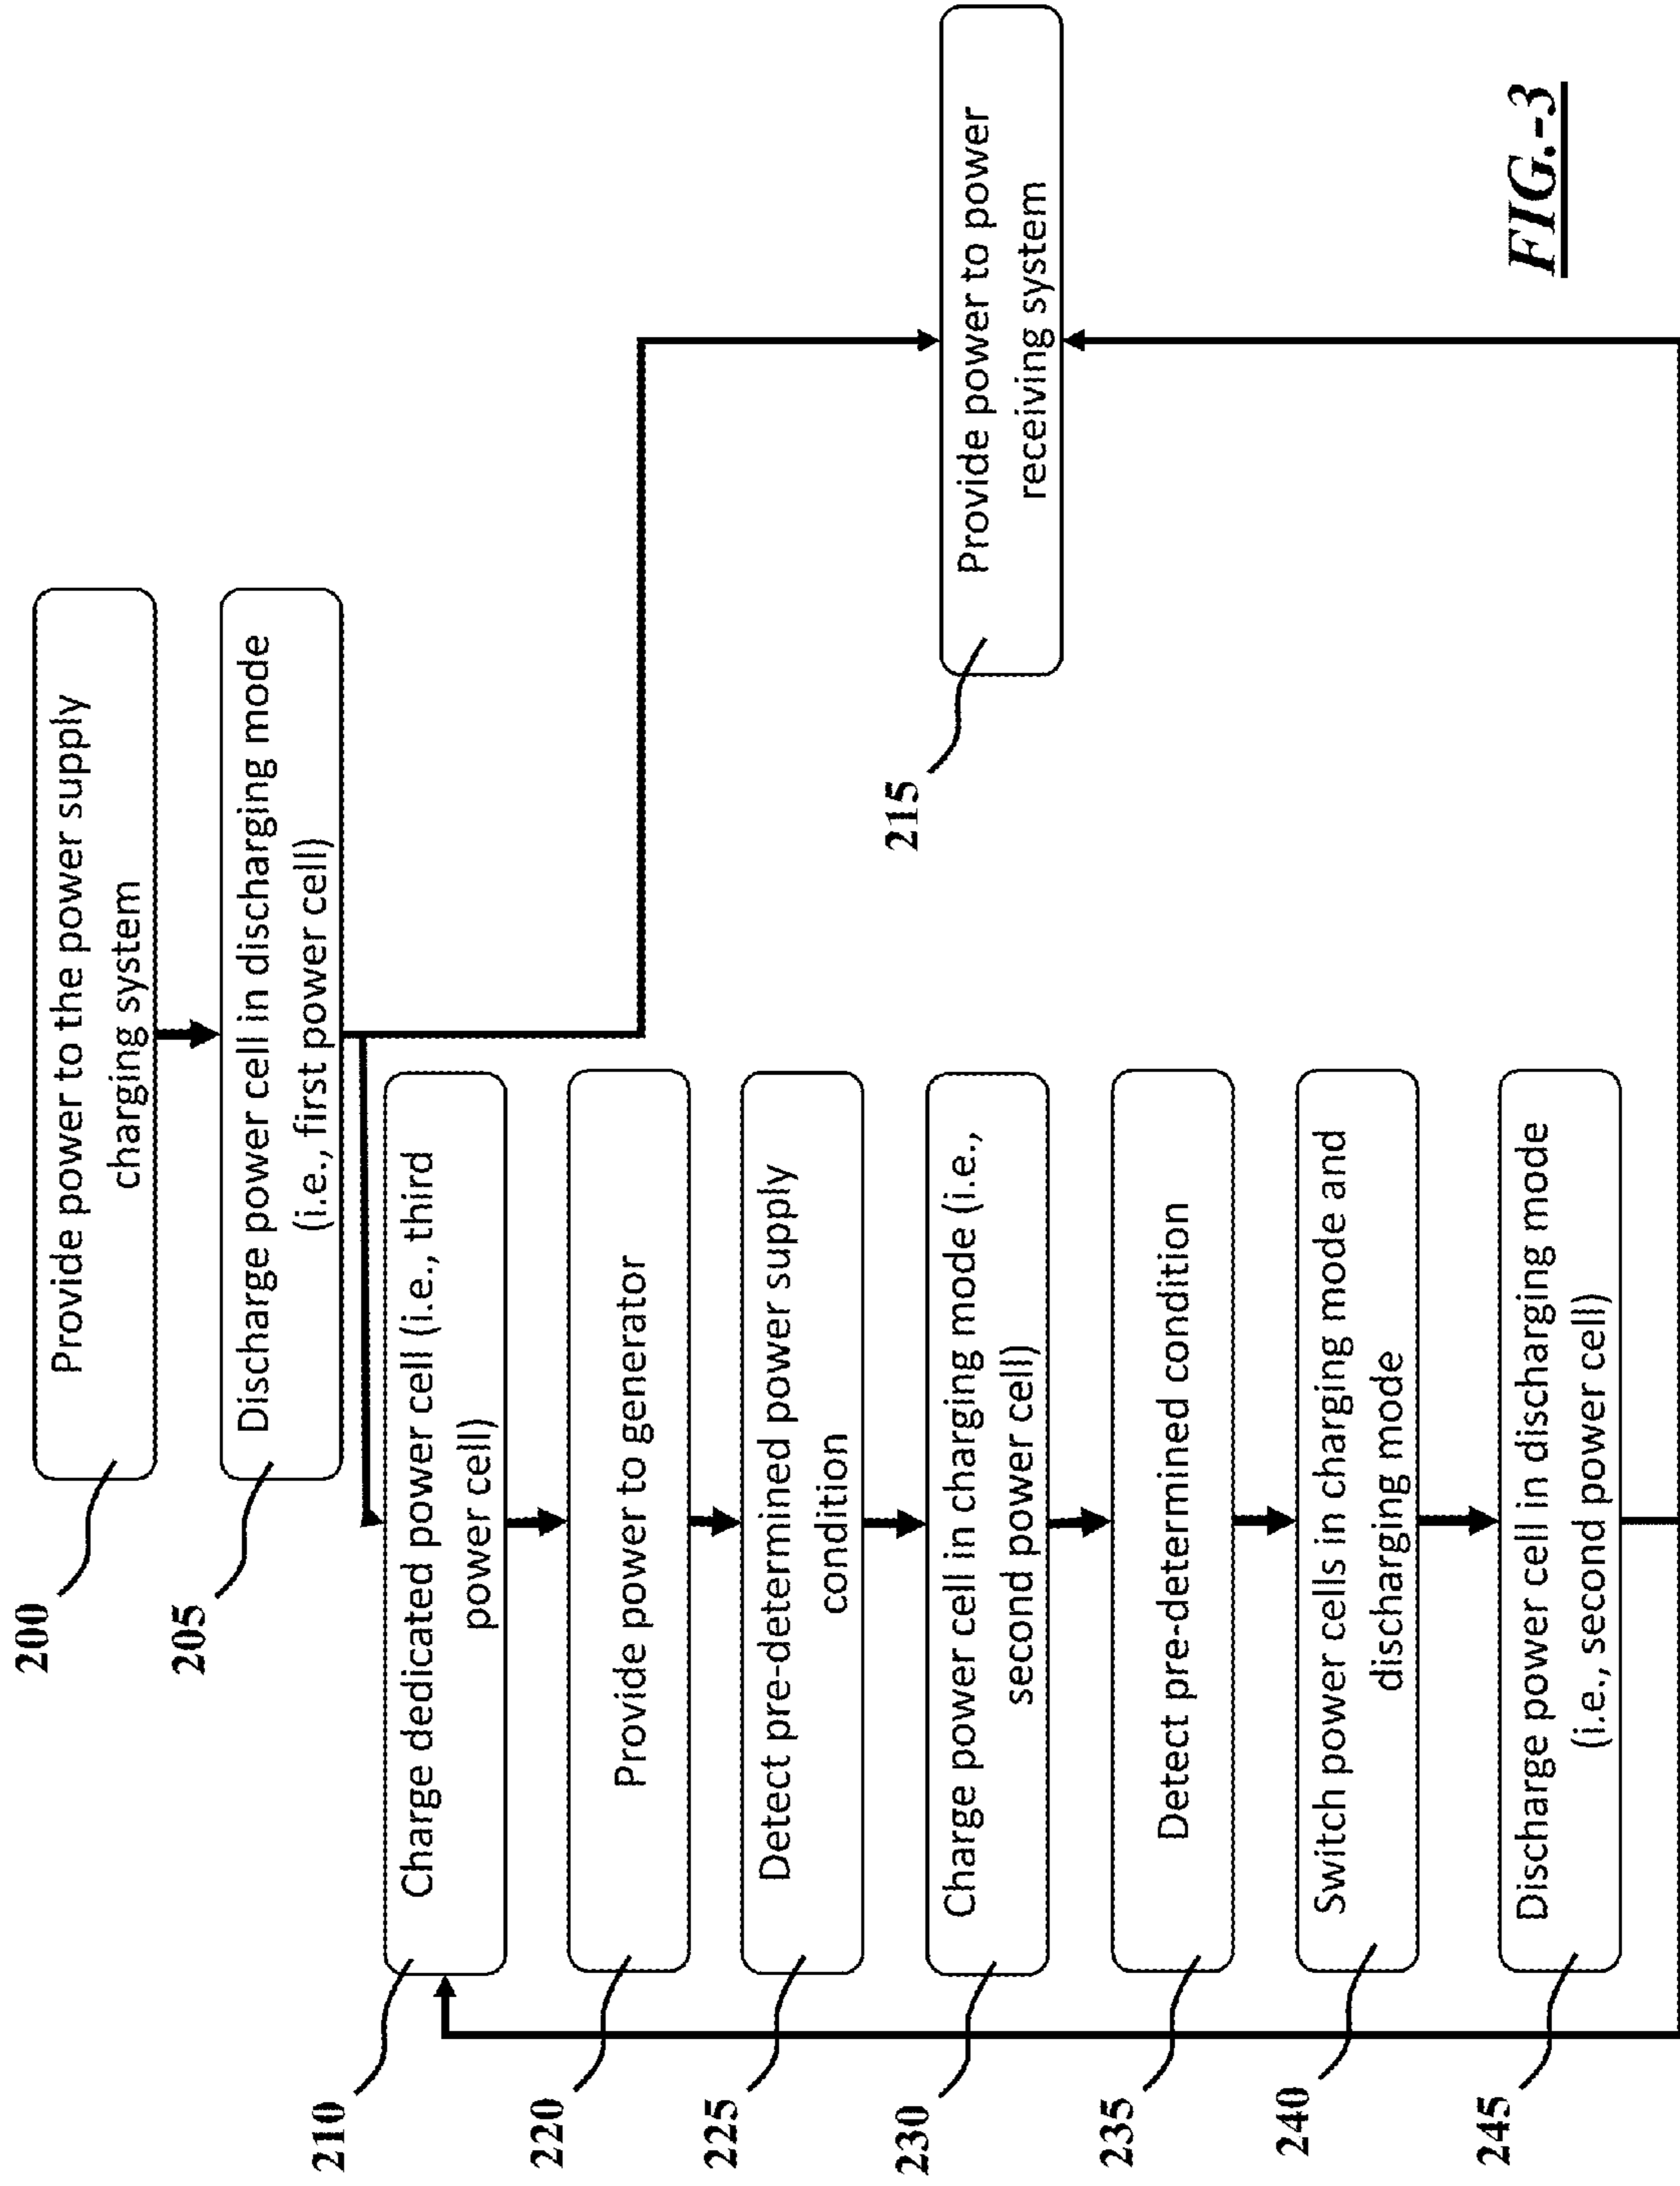 200
Provide power to the power supply
charging system
205
Discharge power cell in discharging mode
(i.e., first power cell)
210
Charge dedicated power cell (i.e., third
power cell)
215
Provide power to power
receiving system
220
Provide power to generator
225
Detect pre-determined power supply
condition
230
Charge power cell in charging mode (i.e.,
second power cell)
235
Detect pre-determined condition
240
Switch power cells in charging mode and
discharging mode
245
Discharge power cell in discharging mode
(i.e., second power cell)
FIG.-3